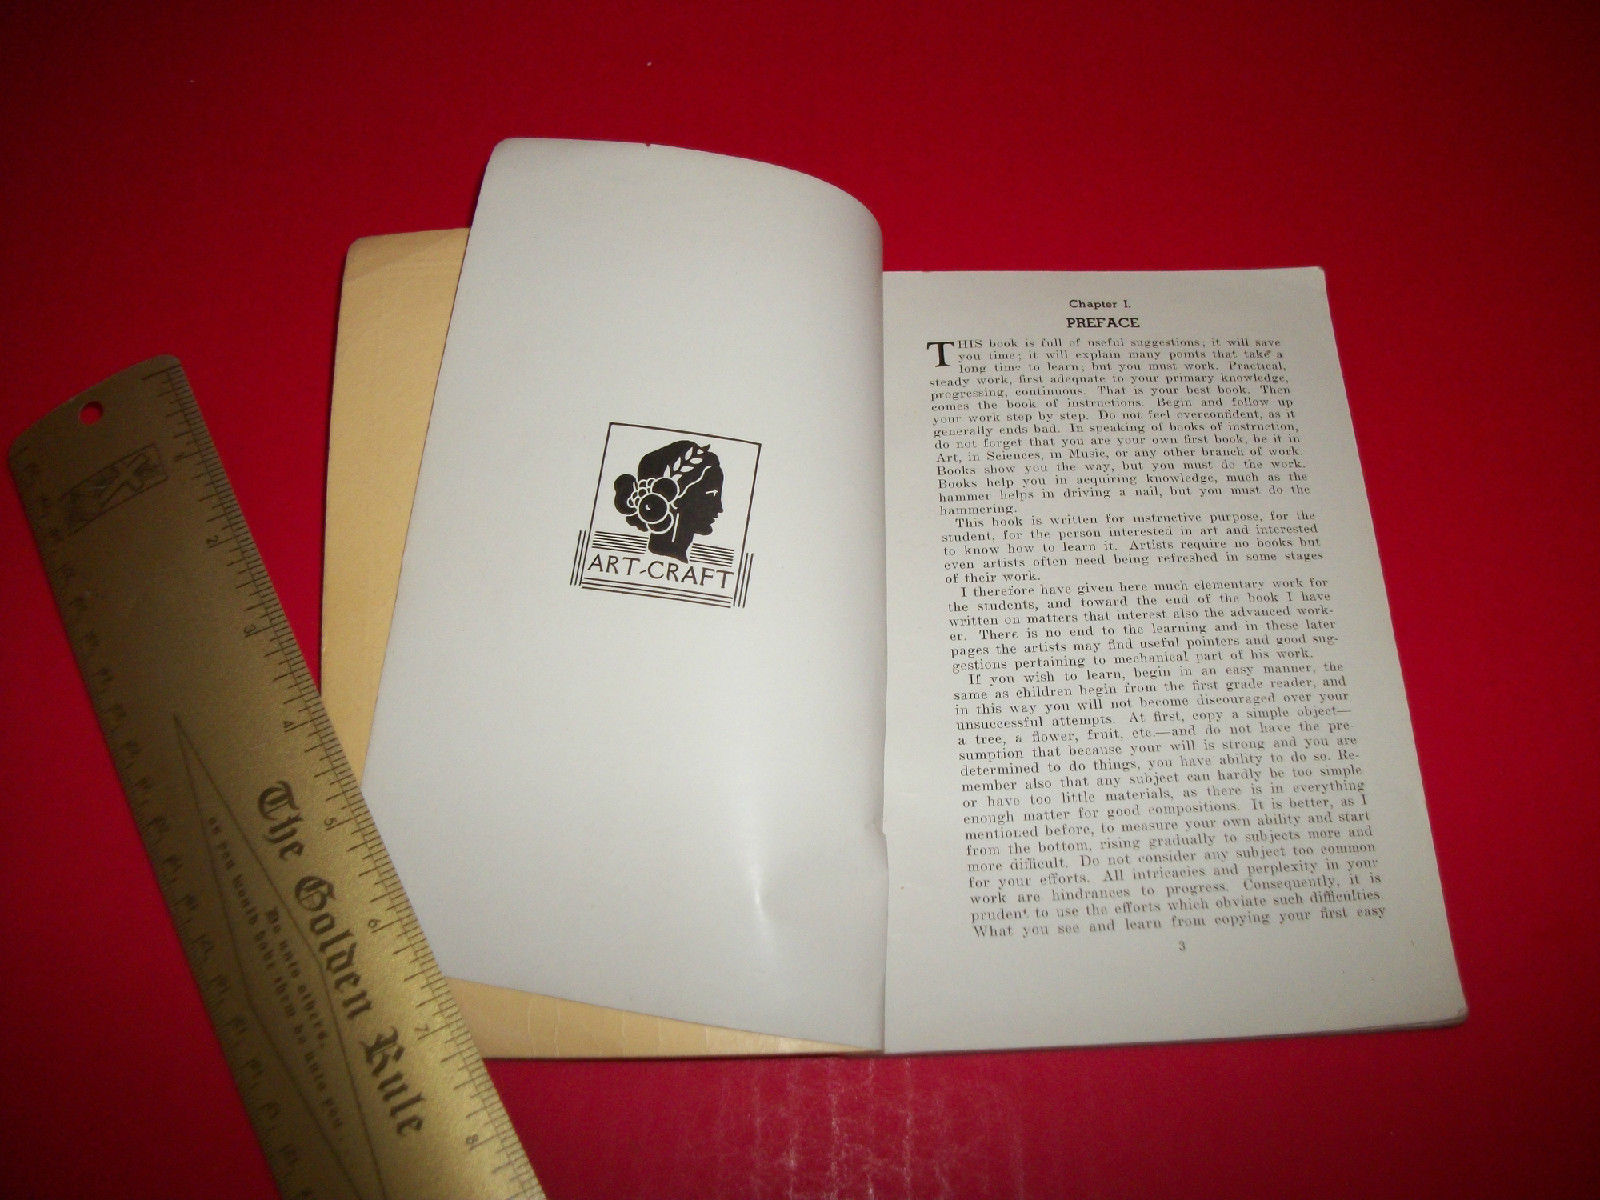 ART-CRAFT
Chapter I.
PREFACE
THIS book is full of useful suggestions; it will save
you time; it will explain many points that take a
long time to learn; but you must work. Practical,
steady work, first adequate to your primary knowledge,
progressing, continuous. That is your best book. Then
comes the book of instructions. Begin and follow up
your work step by step. Do not feel overconfident, as it
generally ends bad. In speaking of books of instruction,
do not forget that you are your own first book, be it in
Art, in Sciences, in Music, or any other branch of work.
Books show you the way, but you must do the work.
Books help you in acquiring knowledge, much as the
hammer helps in driving a nail, but you must do the
hammering.
This book is written for instructive purpose, for the
student, for the person interested in art and interested
to know how to learn it. Artists require no books but
even artists often need being refreshed in some stages
of their work.
I therefore have given here much elementary work for
the students, and toward the end of the book I have
written on matters that interest also the advanced work-
er. There is no end to the learning and in these later
pages the artists may find useful pointers and good sug-
gestions pertaining to mechanical part of his work.
If you wish to learn, begin in an easy manner, the
same as children begin from the first grade reader, and
in this way you will not become discouraged over your
unsuccessful attempts. At first, copy a simple object—
a tree, a flower, fruit, etc.—and do not have the pre-
sumption that because your will is strong and you are
determined to do things, you have ability to do so. Re-
member also that any subject can hardly be too simple
or have too little materials, as there is in everything
enough matter for good compositions. It is better, as I
mentioned before, to measure your own ability and start
from the bottom, rising gradually to subjects more and
more difficult. Do not consider any subject too common
for your efforts. All intricacies and perplexity in your
work are hindrances to progress. Consequently, it is
prudent to use the efforts which obviate such difficulties
What you see and learn from copying your first easy
3
The Golden Rule
Do unto others,
as you would have them do unto you.
2
3
4
5
6
7
8